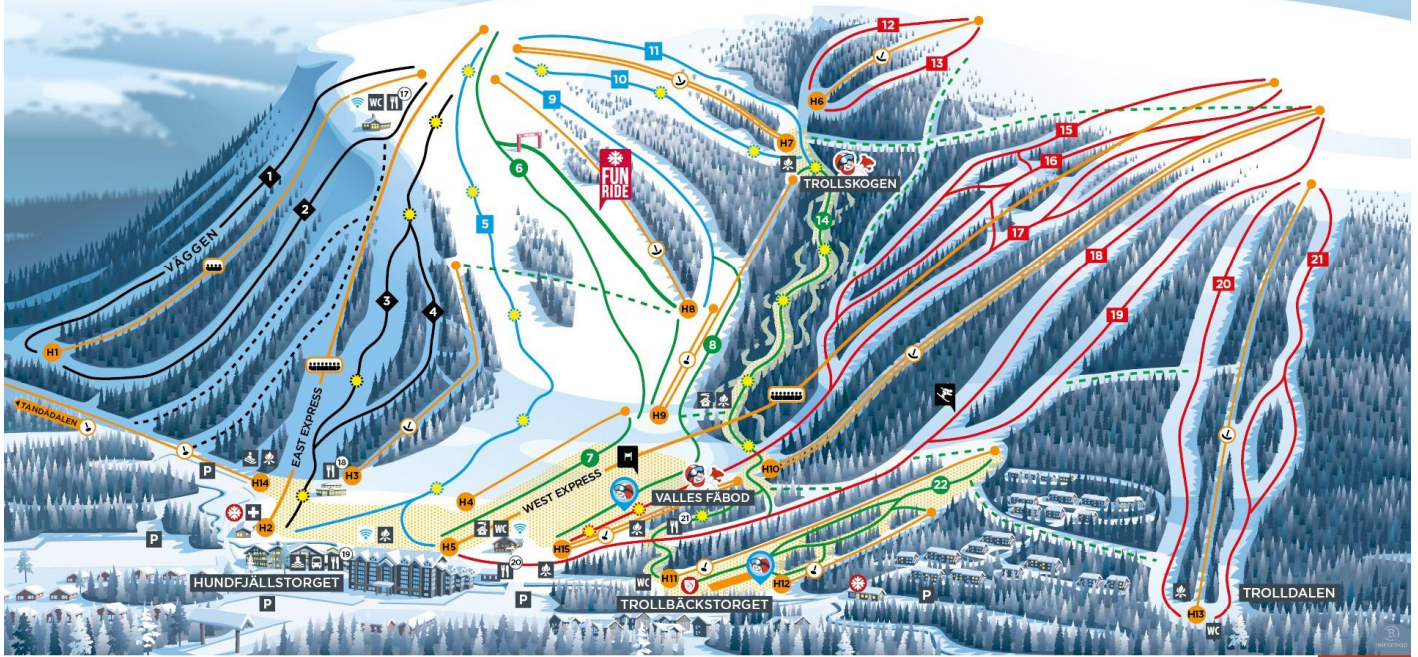 12
13
11
10
9
H6
H7
15
16
WC
17
FUN
RIDE
6
TROLLSKOGEN
1
2
5
14
17
VÄGGEN
3
4
18
20
21
19
H8
8
H1
EAST EXPRESS
H9
TANDÅDALEN
7
P
18
H3
H14
H4
WEST EXPRESS
H10
VALLES FÄBOD
22
H2
P
WC
21
H5
H15
19
20
HUNDFJÄLLSTORGET
WC
H11
H12
P
P
TROLLBÄCKSTORGET
P
TROLLDALEN
H13
WC